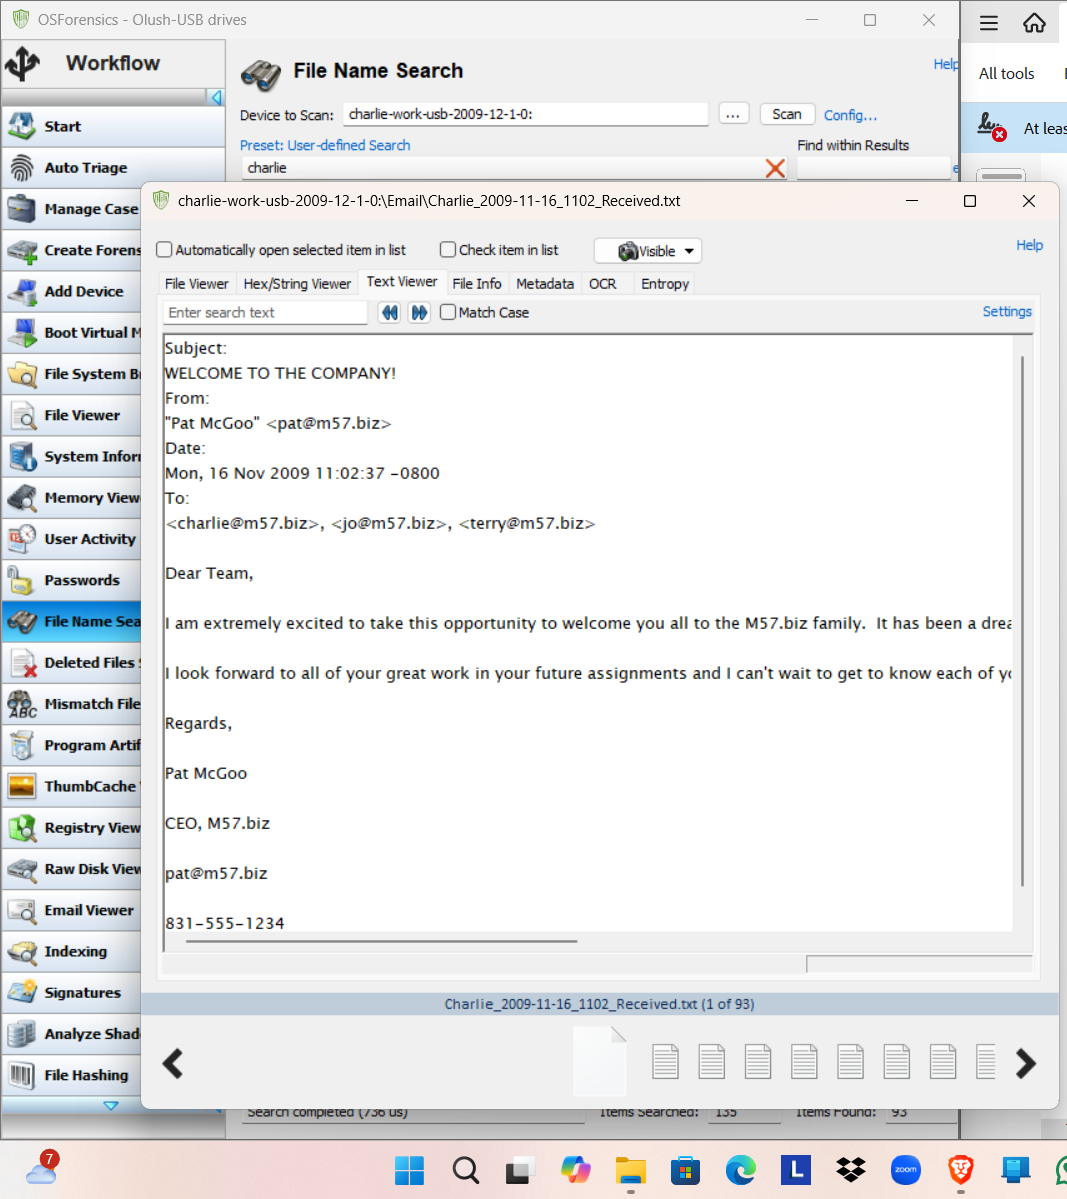 OSForensics - Olush-USB drives
Workflow
File Name Search
Help
All tools
Device to Scan:
charlie-work-usb-2009-12-1-0:
...
Scan
Config...
Start
Preset: User-defined Search
Find within Results
At leas
Auto Triage
charlie
Manage Case
charlie-work-usb-2009-12-1-0:\Email\Charlie_2009-11-16_1102_Received.txt
Create Forens
Automatically open selected item in list
Check item in list
Visible
Help
Add Device
File Viewer
Hex/String Viewer
Text Viewer
File Info
Metadata
OCR
Entropy
Boot Virtual M
Enter search text
Match Case
Settings
File System Br
File Viewer
System Infor
Memory View
User Activity
Passwords
File Name Sea
Deleted Files S
Mismatch File
ABC
Program Artif
ThumbCache
Registry View
Raw Disk View
Email Viewer
Indexing
Signatures
Analyze Shad
File Hashing
Subject:
WELCOME TO THE COMPANY!
From:
"Pat McGoo" <pat@m57.biz>
Date:
Mon, 16 Nov 2009 11:02:37 -0800
To:
<charlie@m57.biz>, <jo@m57.biz>, <terry@m57.biz>
Dear Team,
I am extremely excited to take this opportunity to welcome you all to the M57.biz family.  It has been a drea
I look forward to all of your great work in your future assignments and I can't wait to get to know each of yo
Regards,
Pat McGoo
CEO, M57.biz
pat@m57.biz
831-555-1234
Charlie_2009-11-16_1102_Received.txt (1 of 93)
Search completed (736 us)
Items Searched:
135
Items Found:
93
7
L
zoom